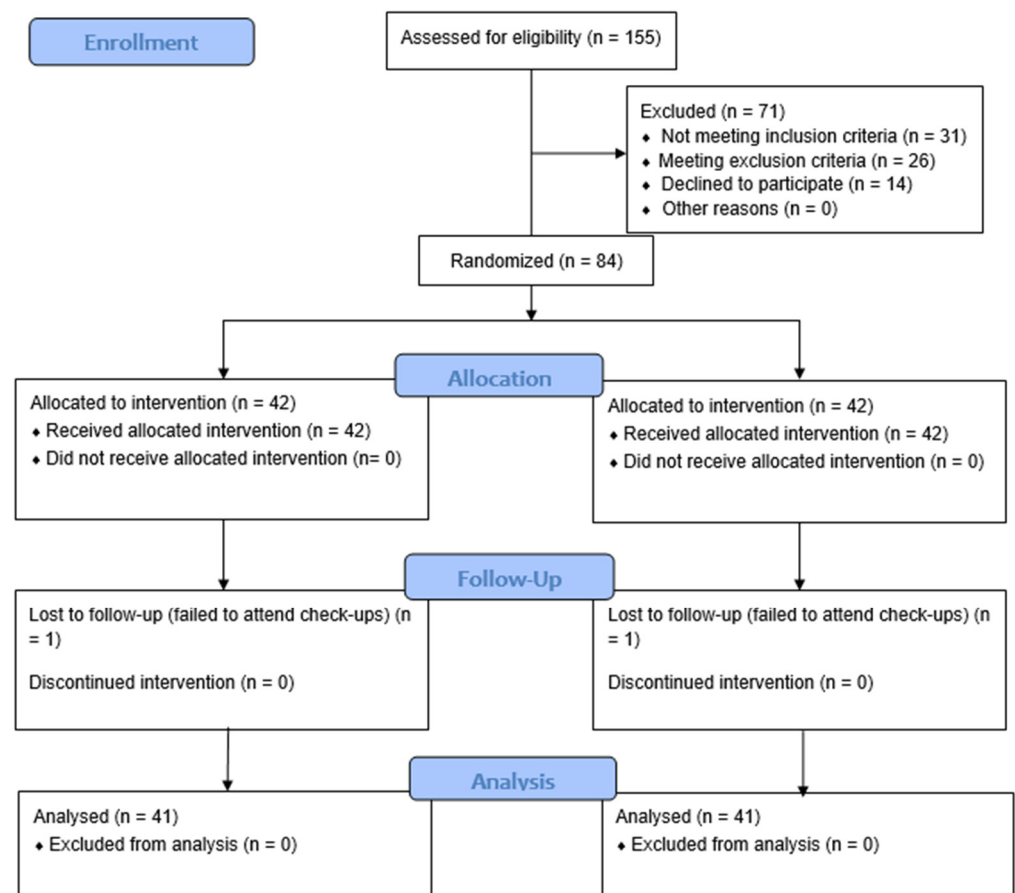 Enrollment
Assessed for eligibility (n = 155)
Excluded (n = 71)
⬧ Not meeting inclusion criteria (n = 31)
⬧ Meeting exclusion criteria (n = 26)
⬧ Declined to participate (n = 14)
⬧ Other reasons (n = 0)
Randomized (n = 84)
Allocation
Allocated to intervention (n = 42)
⬧ Received allocated intervention (n = 42)
⬧ Did not receive allocated intervention (n= 0)
Allocated to intervention (n = 42)
⬧ Received allocated intervention (n = 42)
⬧ Did not receive allocated intervention (n = 0)
Follow-Up
Lost to follow-up (failed to attend check-ups) (n
= 1)
Discontinued intervention (n = 0)
Lost to follow-up (failed to attend check-ups) (n
= 1)
Discontinued intervention (n = 0)
Analysis
Analysed (n = 41)
⬧ Excluded from analysis (n = 0)
Analysed (n = 41)
⬧ Excluded from analysis (n = 0)